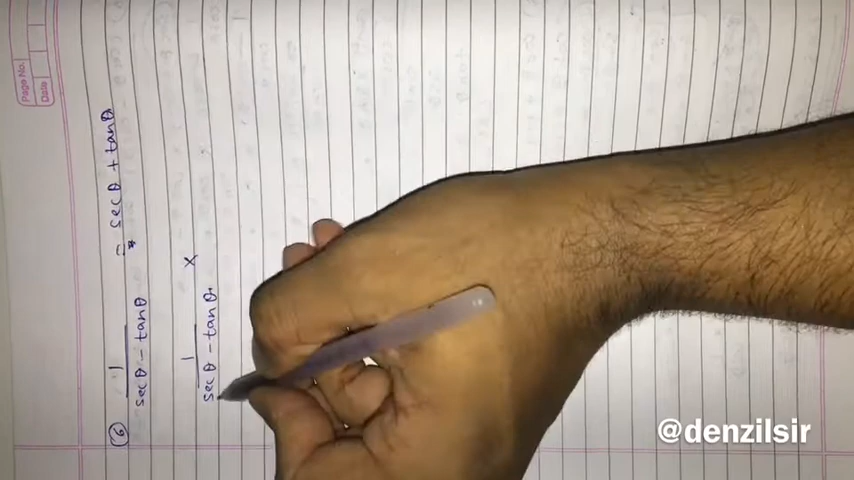 Page No.
Date
⑥ 1/(secθ - tanθ) = secθ + tanθ
1/(secθ - tanθ) ×
@denzilsir